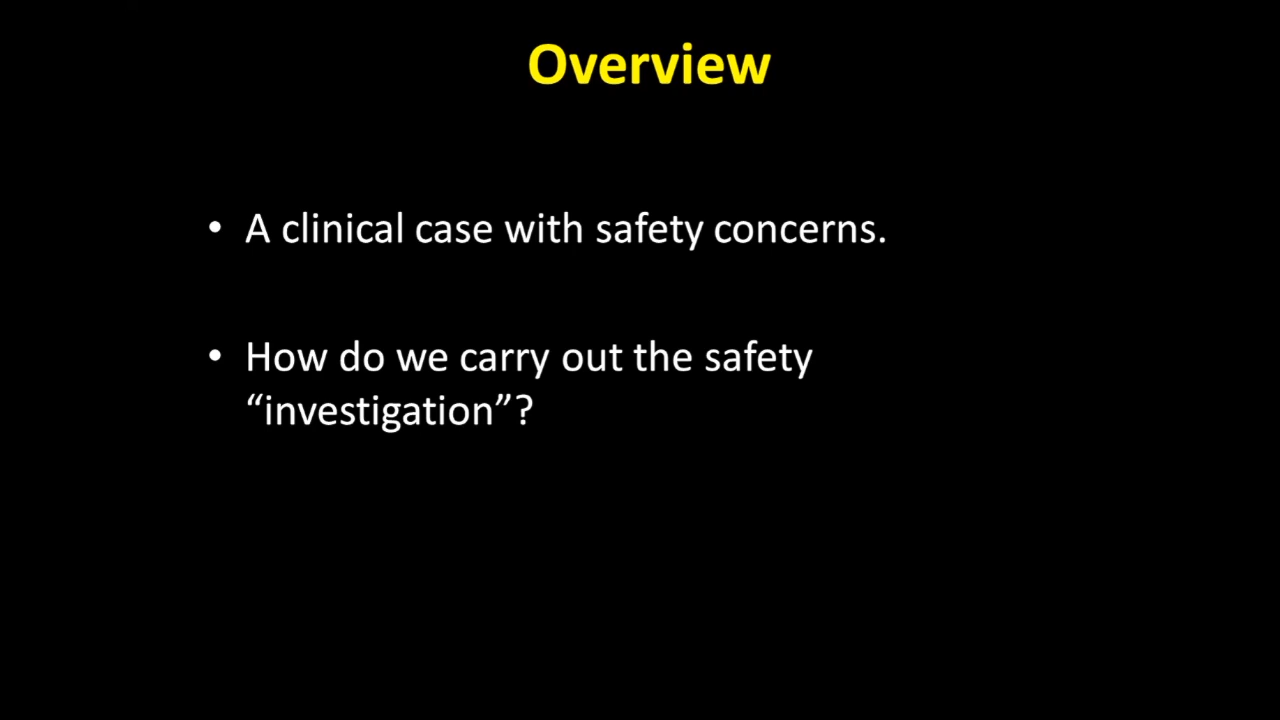 Overview
• A clinical case with safety concerns.
• How do we carry out the safety
“investigation”?